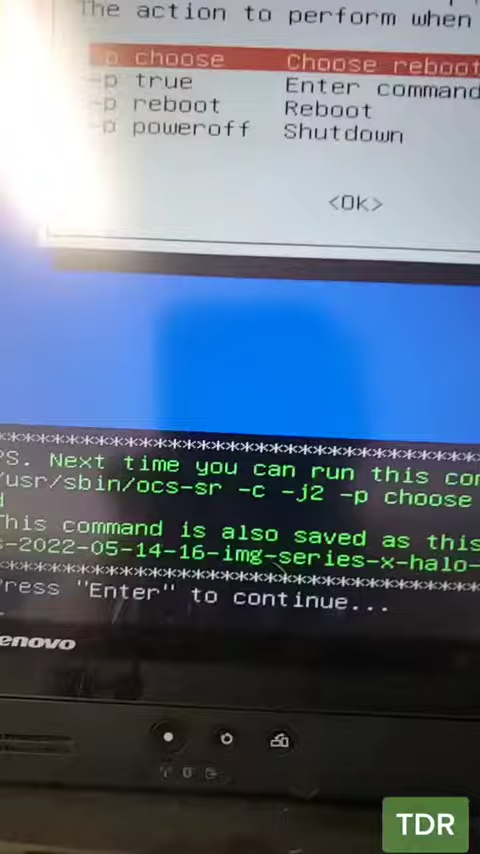 The action to perform when
-p choose Choose reboot
-p true Enter command
-p reboot Reboot
-p poweroff Shutdown
<Ok>
*****************************************
PS. Next time you can run this com
/usr/sbin/ocs-sr -c -j2 -p choose
d
This command is also saved as this
s-2022-05-14-16-img-series-x-halo-
*****************************************
Press "Enter" to continue...
enovo
TDR